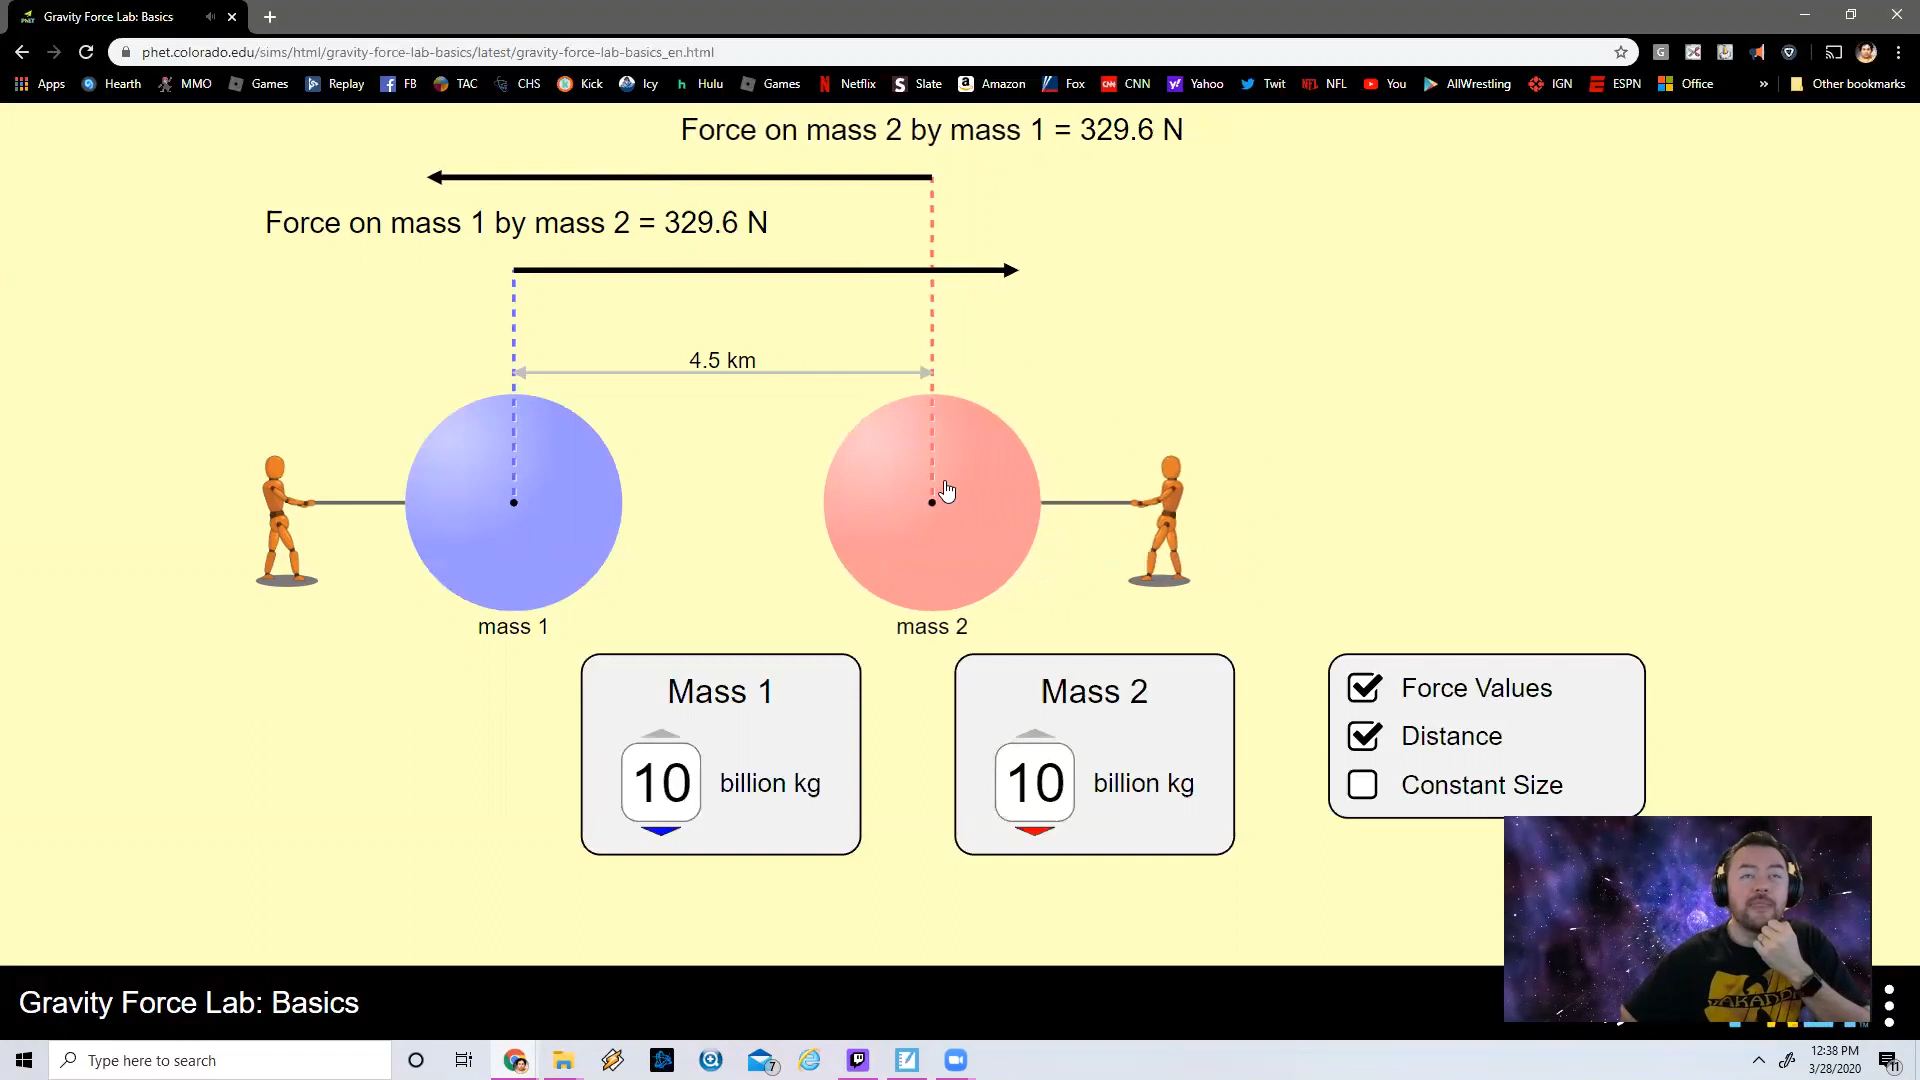 Gravity Force Lab: Basics
phet.colorado.edu/sims/html/gravity-force-lab-basics/latest/gravity-force-lab-basics_en.html
Apps Hearth MMO Games Replay FB TAC CHS Kick Icy Hulu Games Netflix Slate Amazon Fox CNN Yahoo Twit NFL You AllWrestling IGN ESPN Office » Other bookmarks
Force on mass 2 by mass 1 = 329.6 N
Force on mass 1 by mass 2 = 329.6 N
4.5 km
mass 1 mass 2
Mass 1
10 billion kg
Mass 2
10 billion kg
Force Values
Distance
Constant Size
Gravity Force Lab: Basics
Type here to search
7
12:38 PM
3/28/2020
11